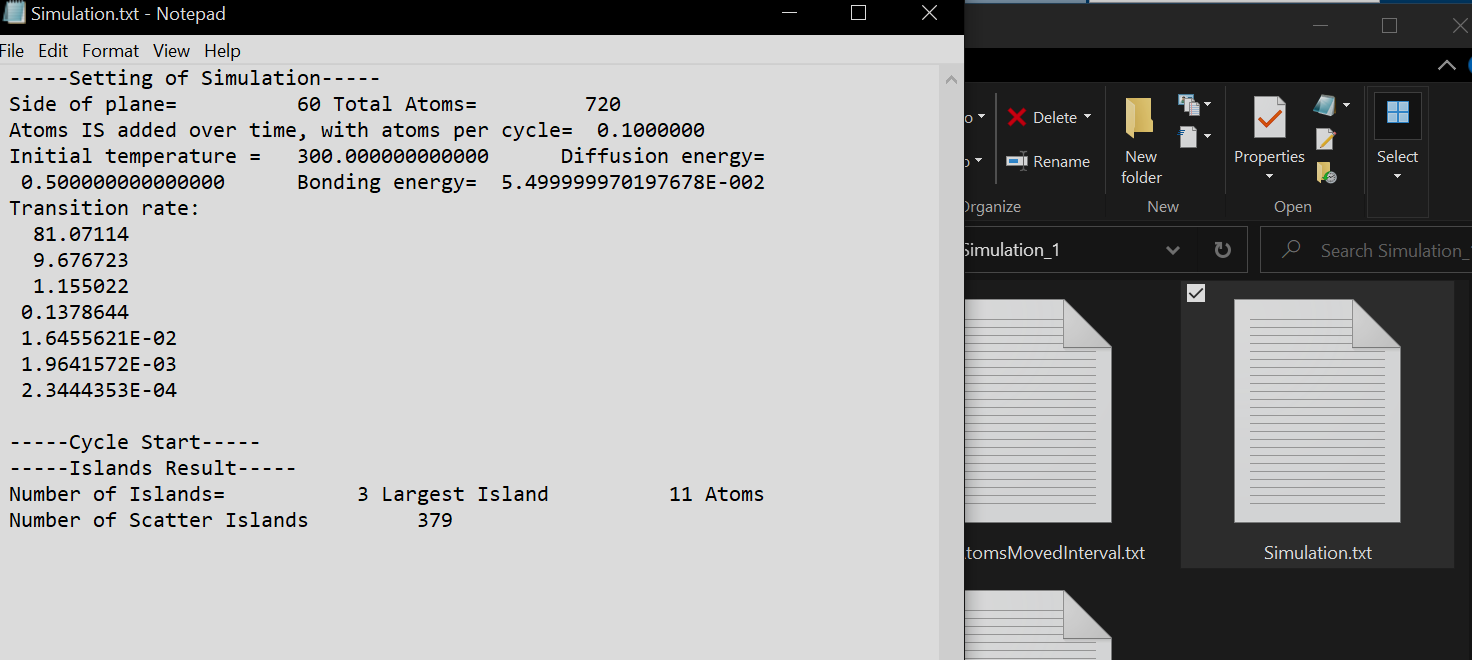 Simulation.txt - Notepad
File Edit Format View Help
-----Setting of Simulation-----
Side of plane= 60 Total Atoms= 720
Atoms IS added over time, with atoms per cycle= 0.1000000
Initial temperature = 300.000000000000 Diffusion energy=
0.500000000000000 Bonding energy= 5.499999970197678E-002
Transition rate:
81.07114
9.676723
1.155022
0.1378644
1.6455621E-02
1.9641572E-03
2.3444353E-04
-----Cycle Start-----
-----Islands Result-----
Number of Islands= 3 Largest Island 11 Atoms
Number of Scatter Islands 379
Delete
Rename
New
folder
Properties
Select
New
Open
Simulation_1
Search Simulation_
tomsMovedInterval.txt
Simulation.txt